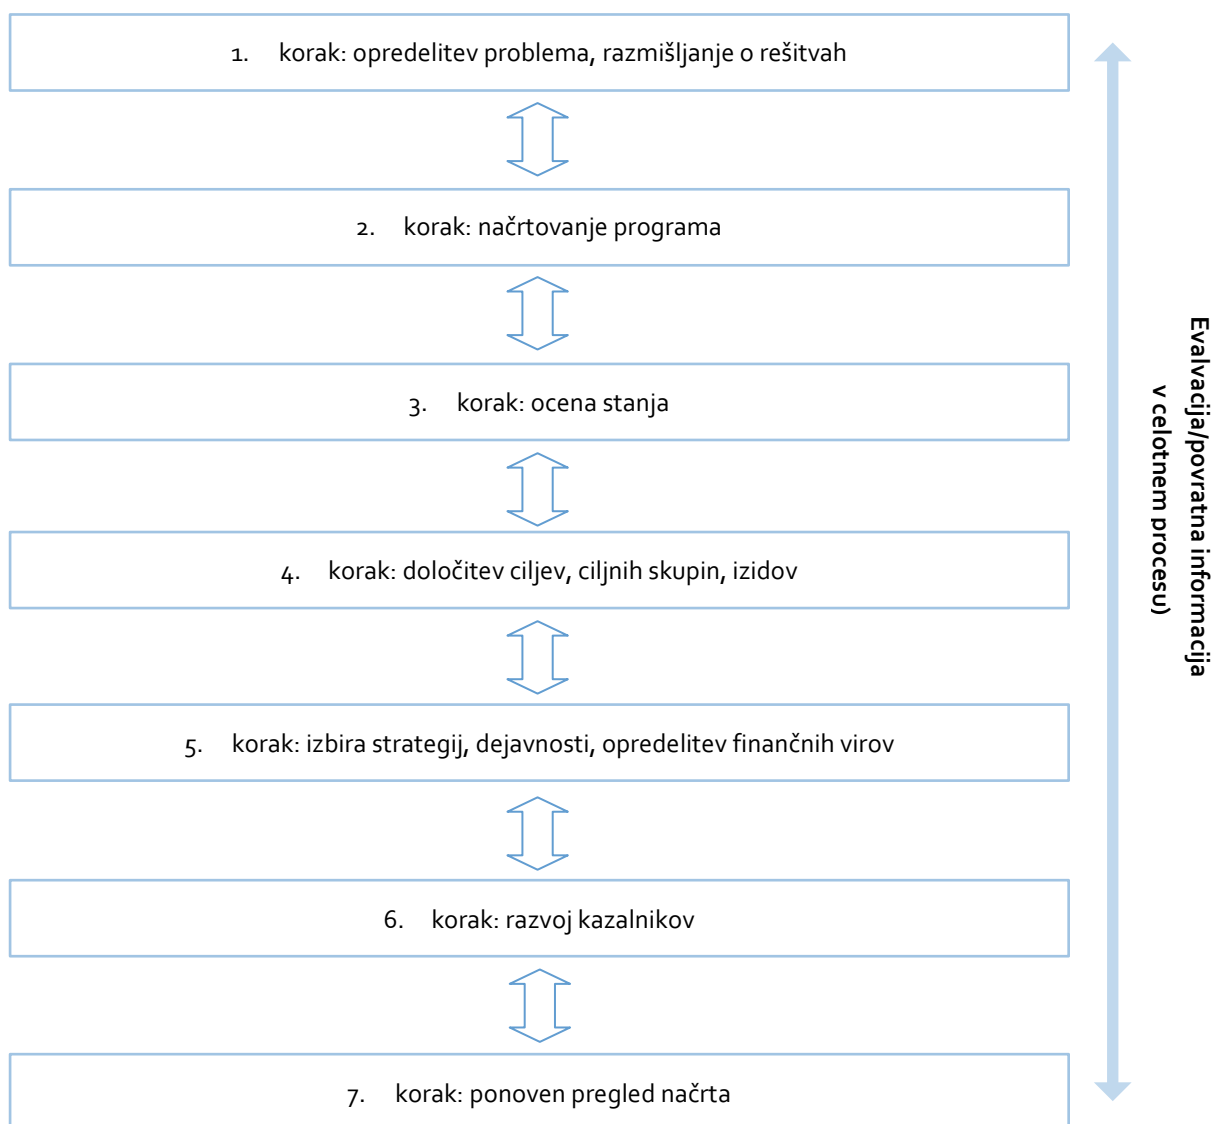 1. korak: opredelitev problema, razmišljanje o rešitvah
2. korak: načrtovanje programa
3. korak: ocena stanja
4. korak: določitev ciljev, ciljnih skupin, izidov
5. korak: izbira strategij, dejavnosti, opredelitev finančnih virov
6. korak: razvoj kazalnikov
7. korak: ponoven pregled načrta
Evalvacija/povratna informacija
v celotnem procesu)